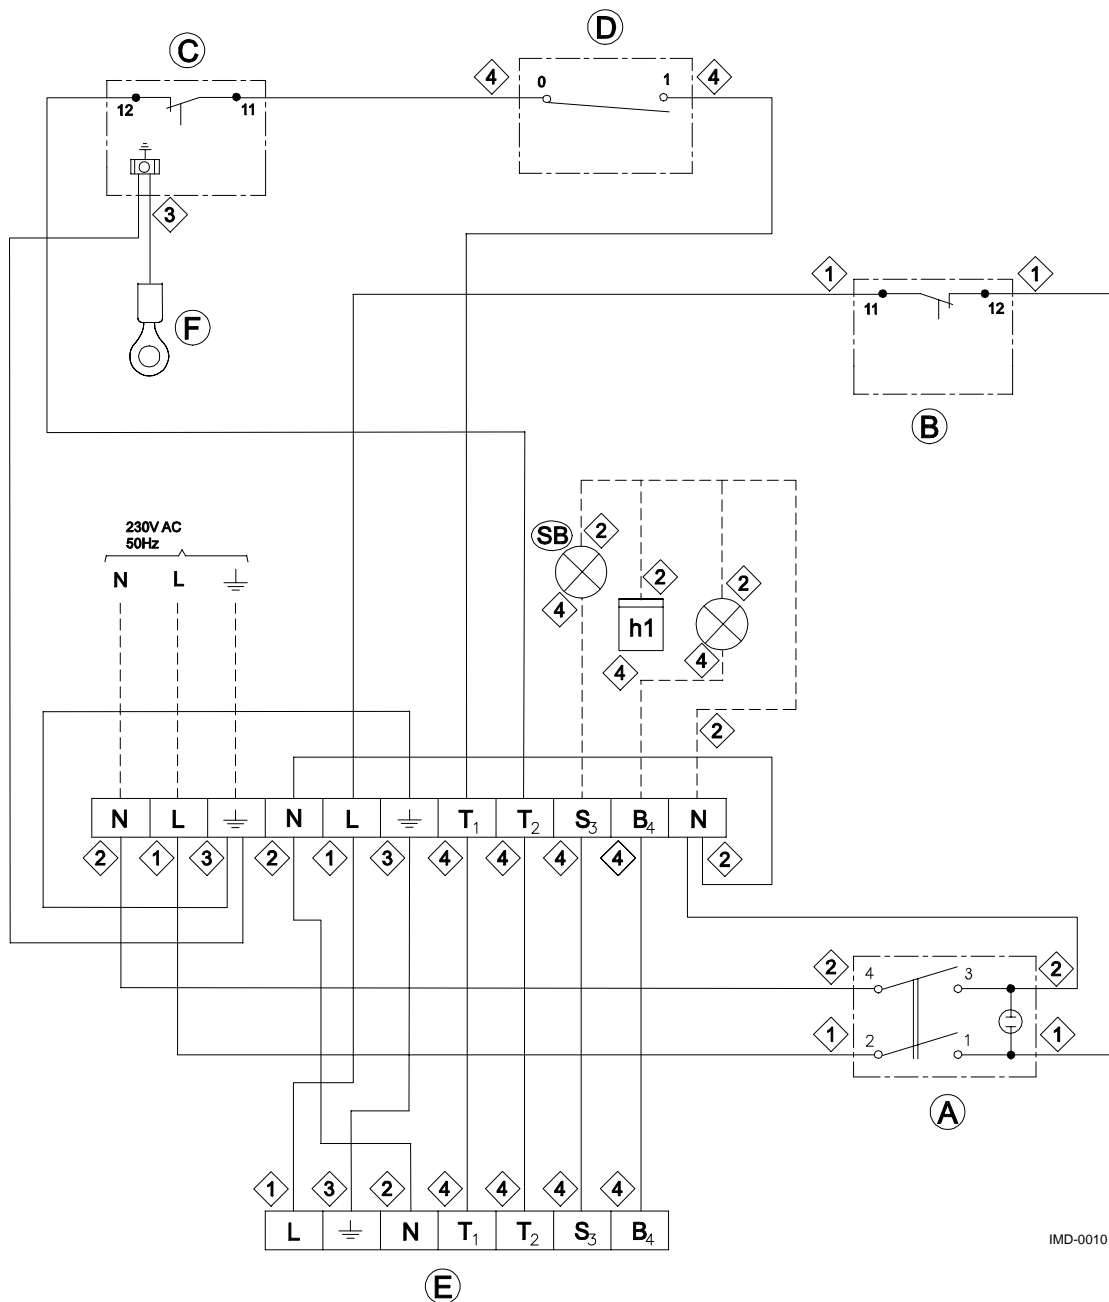 C
D
4 0 1 4
12 11
3
1 1
11 12
F
B
230V AC
50Hz
N L
SB 2
2 2
4
h1
4 4
2
N L N L T1 T2 S3 B4 N
2 1 3 2 1 3 4 4 4 4 2
2 4 3 2
1 2 1 1
A
1 3 2 4 4 4 4
L N T1 T2 S3 B4
IMD-0010
E